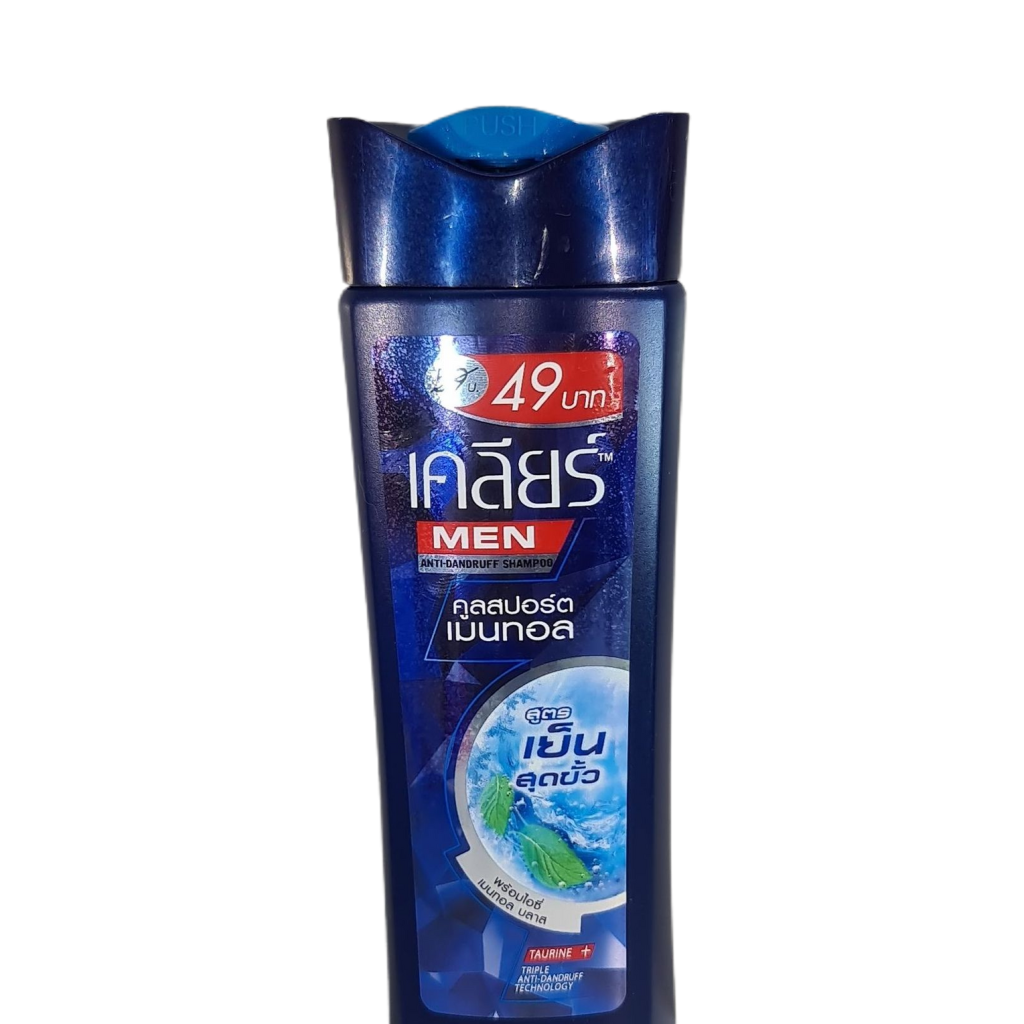 PUSH
59 บ.
49 บาท
เคลียร์™
MEN
ANTI-DANDRUFF SHAMPOO
คูลสปอร์ต
เมนทอล
สูตร
เย็น
สุดขั้ว
พร้อมไอซี่
เมนทอล บลาส
TAURINE +
TRIPLE
ANTI-DANDRUFF
TECHNOLOGY